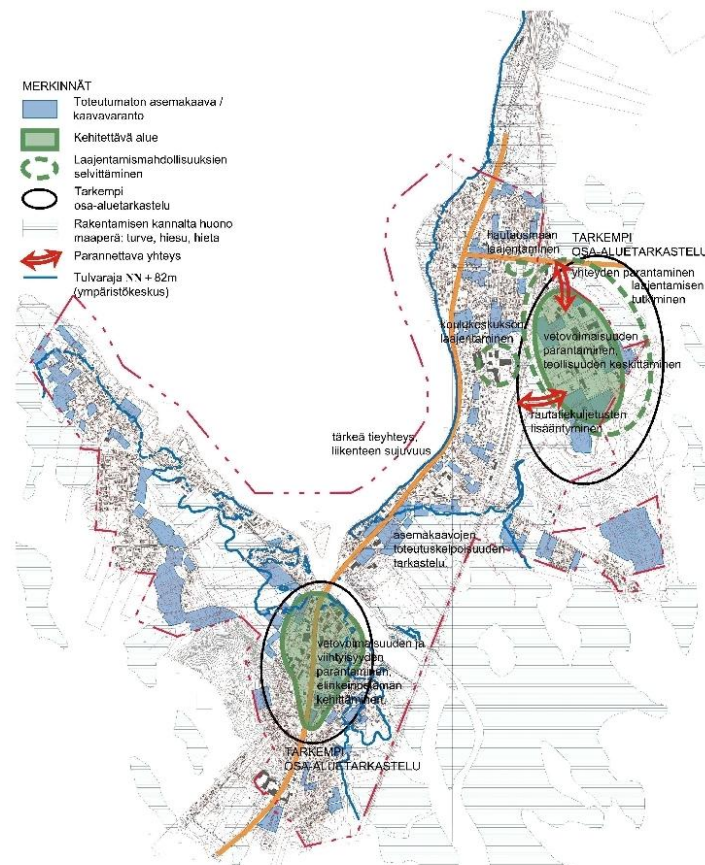 MERKINNÄT
Toteutumaton asemakaava /
kaavavaranto
Kehitettävä alue
Laajentamismahdollisuuksien
selvittäminen
Tarkempi
osa-aluetarkastelu
Rakentamisen kannalta huono
maaperä: turve, hiesu, hieta
Parannettava yhteys
Tulvaraja NN + 82m
(ympäristökeskus)
hautausmaan
laajentaminen
TARKEMPI
OSA-ALUETARKASTELU
yhteyden parantaminen
laajentamisen
tutkiminen
koulukeskuksen
laajentaminen
vetovoimaisuuden
parantaminen,
teollisuuden keskittäminen
rautatiekuljetusten
lisääntyminen
tärkeä tieyhteys,
liikenteen sujuvuus
asemakaavojen
toteutuskelpoisuuden
tarkastelu
vetovoimaisuuden ja
viihtyisyyden
parantaminen,
elinkeinoelämän
kehittäminen
TARKEMPI
OSA-ALUETARKASTELU